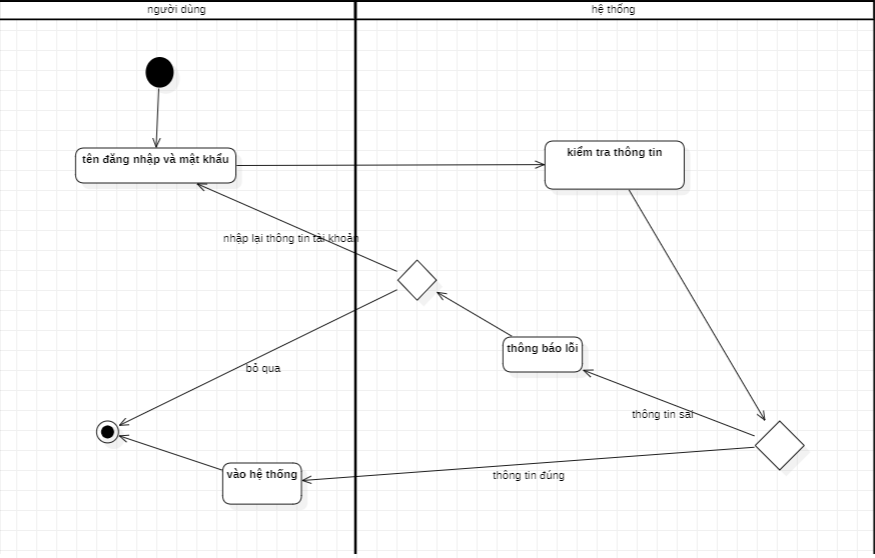 người dùng
hệ thống
tên đăng nhập và mật khẩu
kiểm tra thông tin
nhập lại thông tin tài khoản
thông báo lỗi
bỏ qua
thông tin sai
vào hệ thống
thông tin đúng